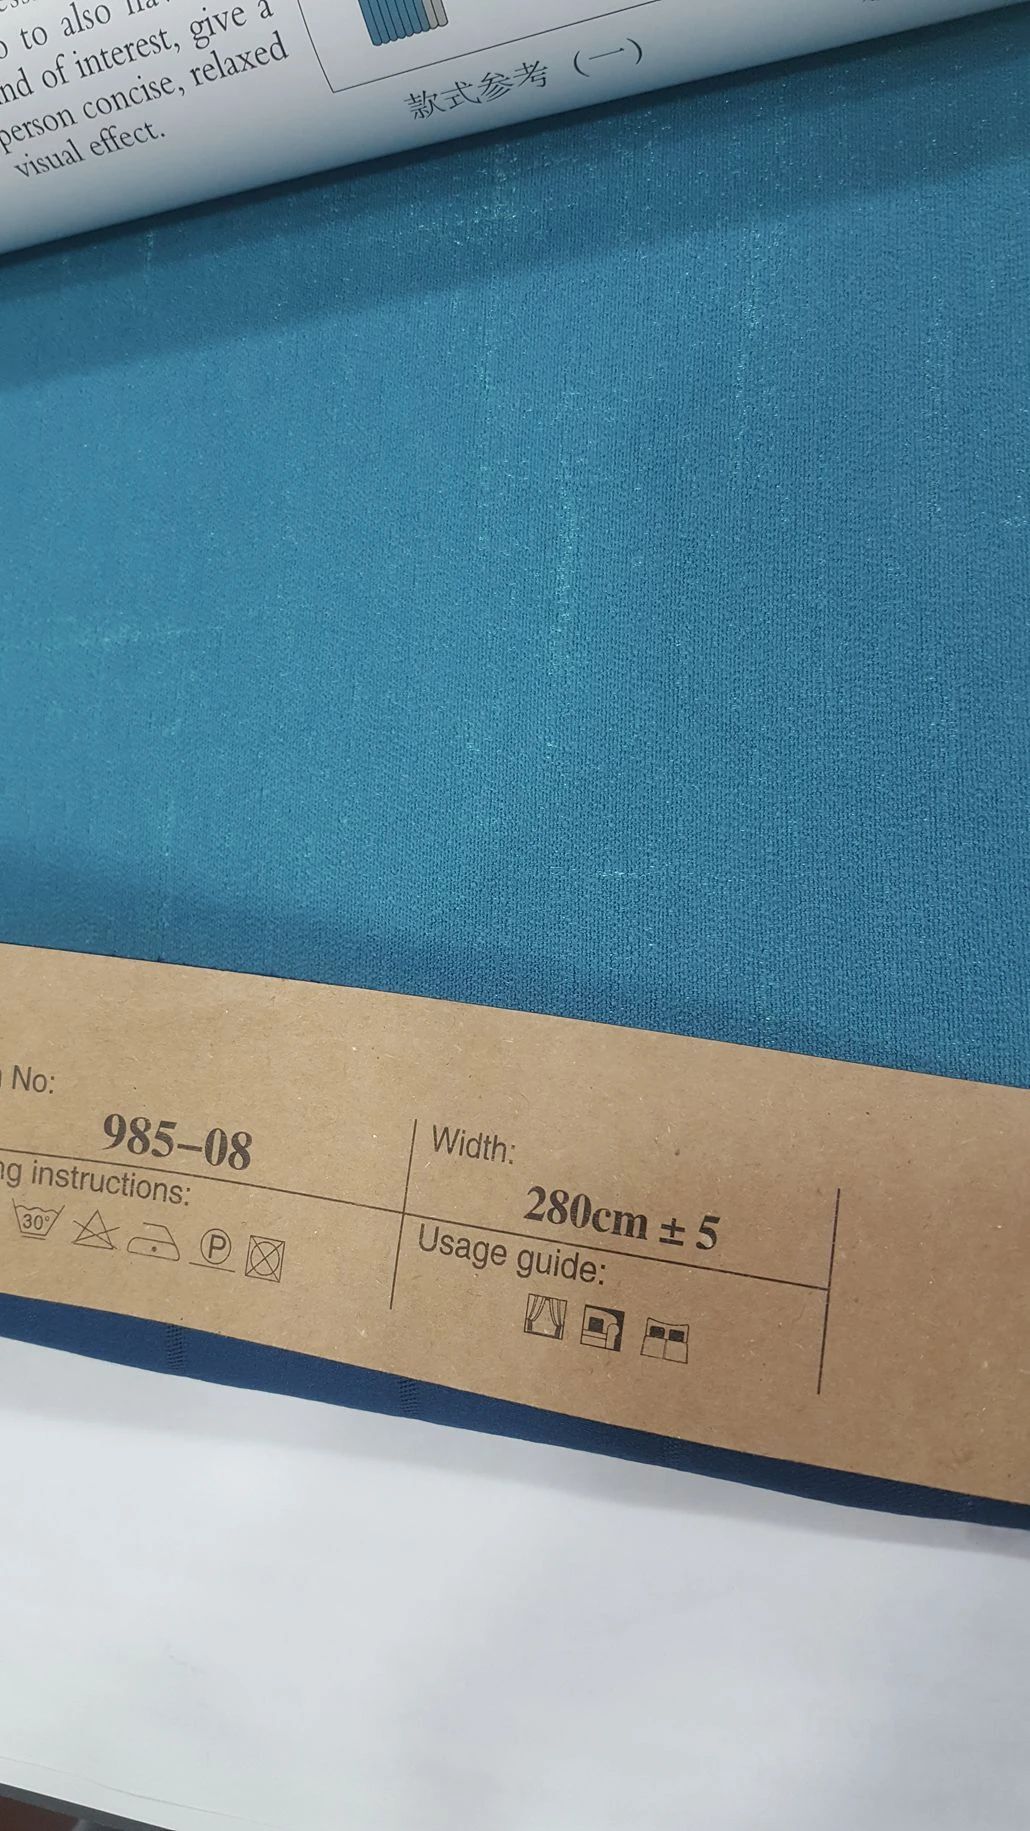 to also
nd of interest, give a
person concise, relaxed
visual effect.
款式参考（一）
No:
985-08
ng instructions:
30°
P
Width:
280cm ± 5
Usage guide: